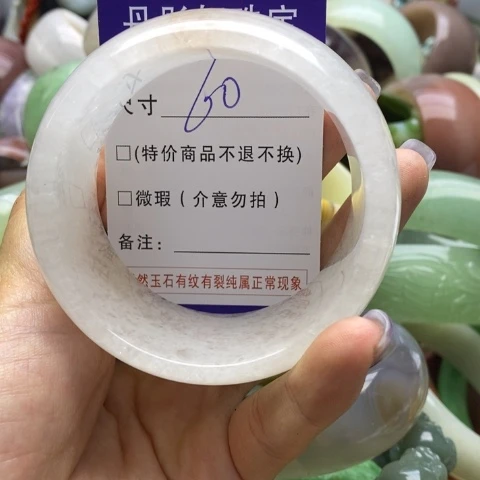 尺寸 60
□(特价商品不退不换)
□微瑕(介意勿拍)
备注:
然玉石有纹有裂纯属正常现象